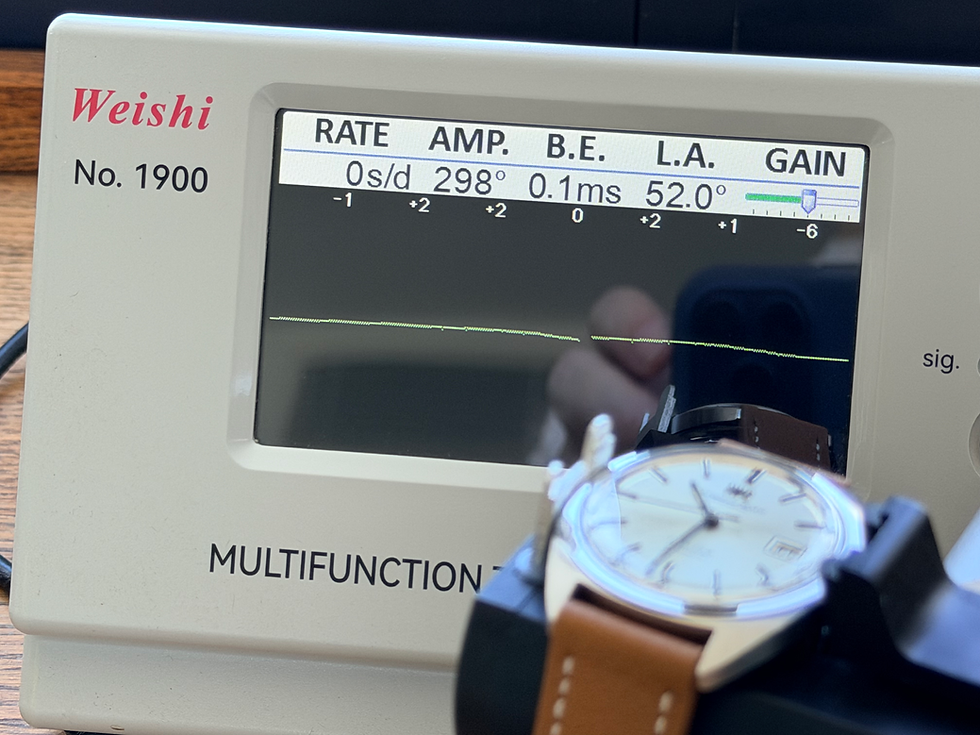 Weishi
No. 1900
RATE AMP. B.E. L.A. GAIN
0s/d 298° 0.1ms 52.0°
-1 +2 +2 0 +2 +1 -6
sig.
MULTIFUNCTION